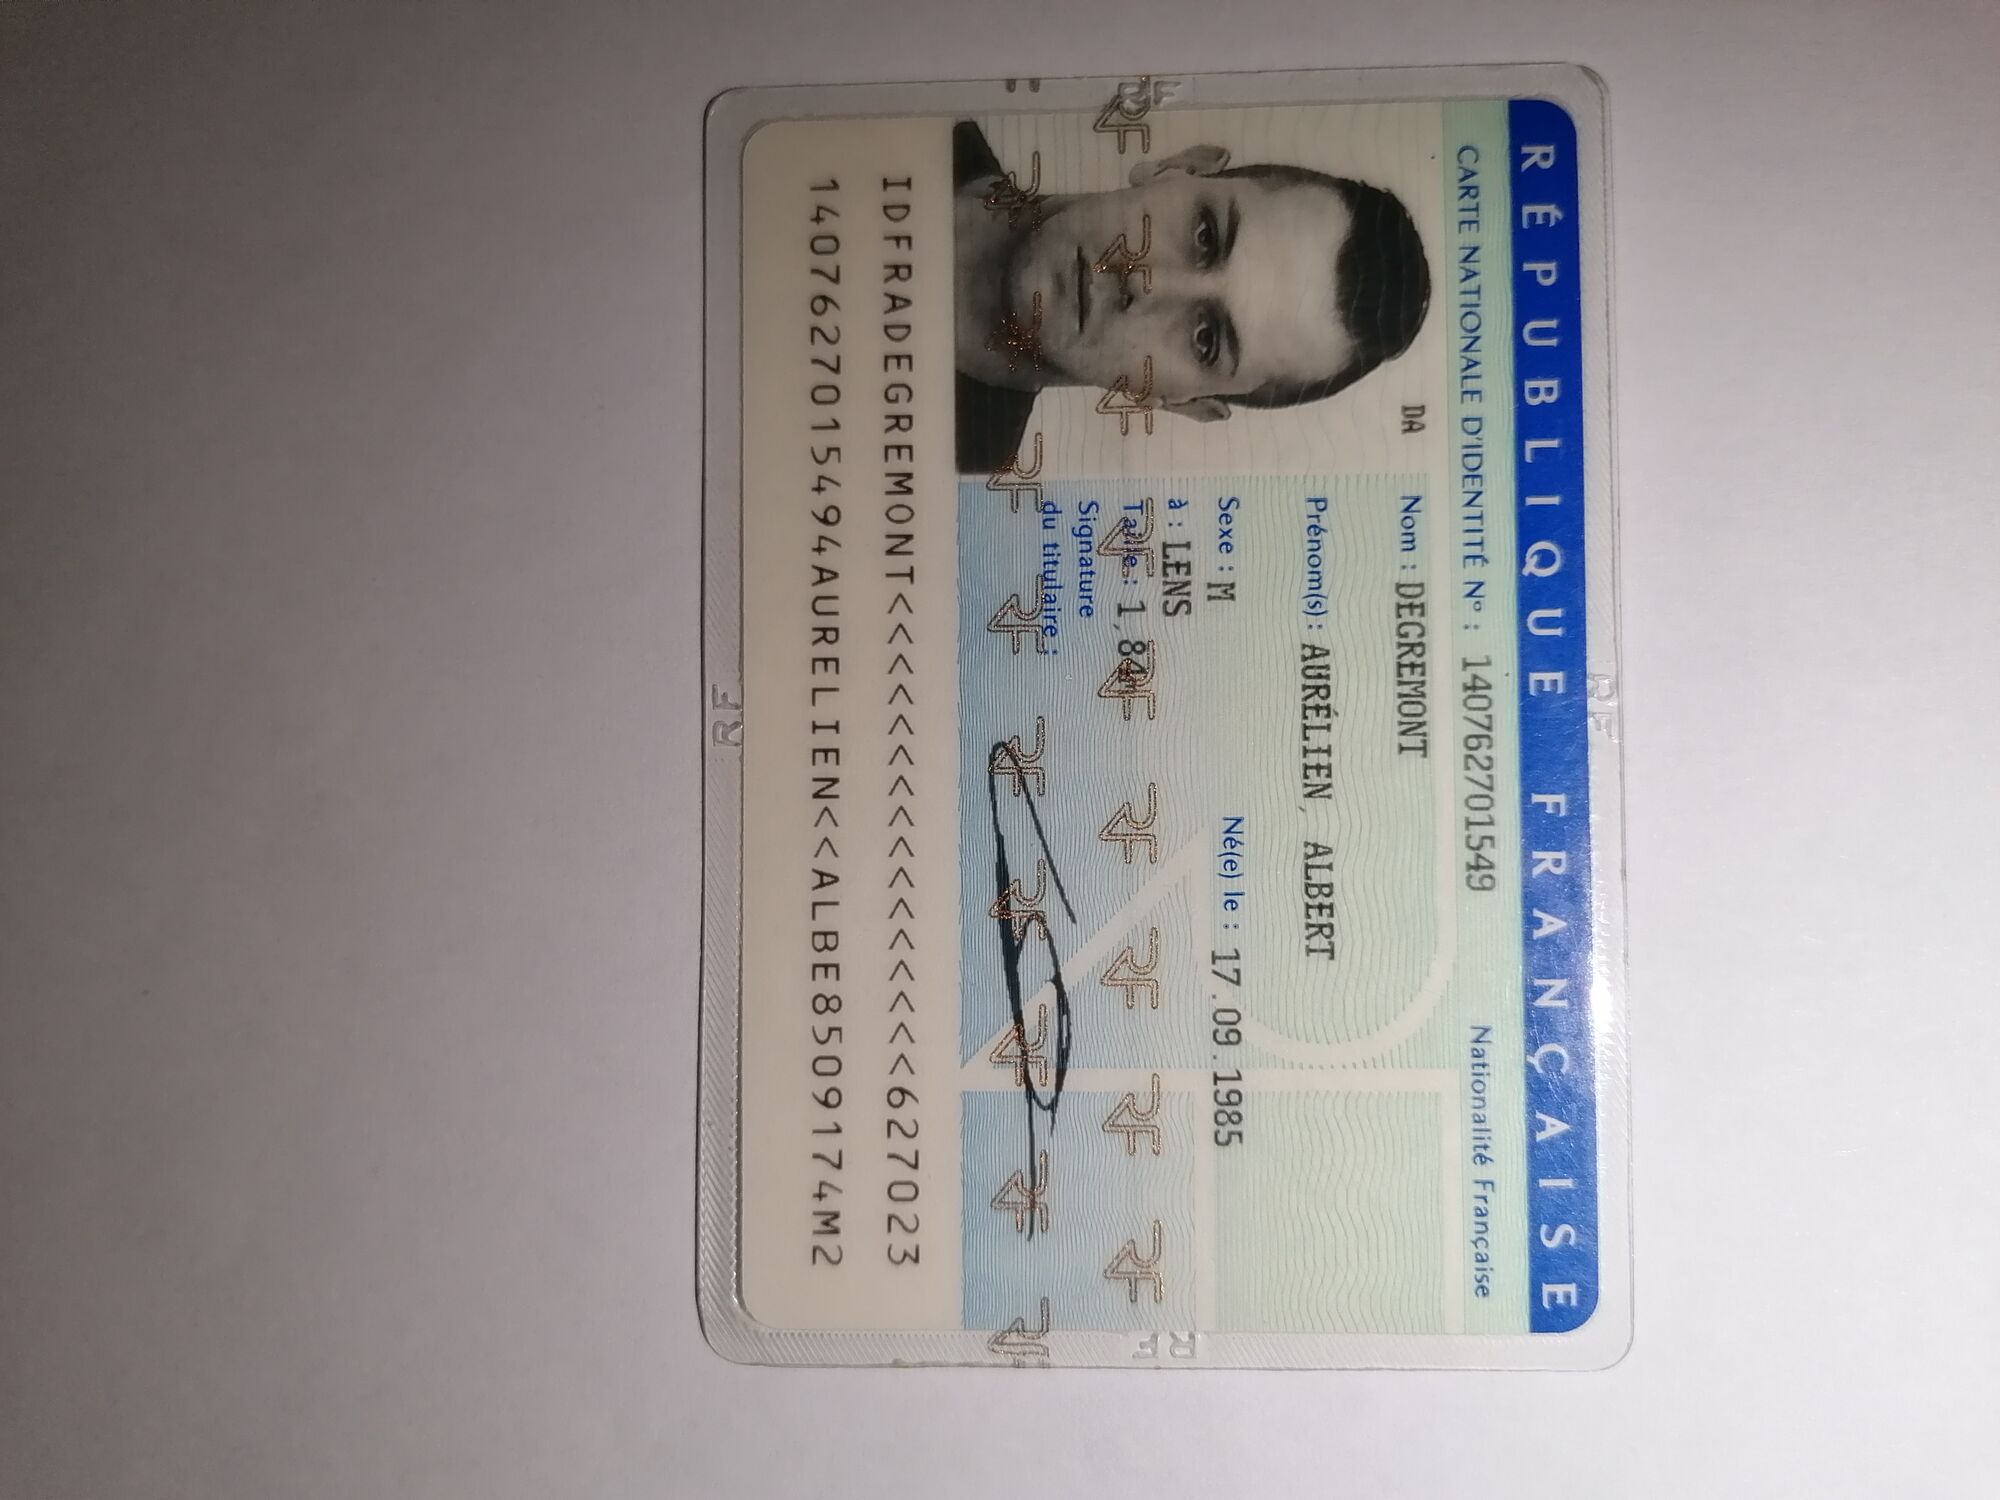 RÉPUBLIQUE FRANÇAISE
CARTE NATIONALE D'IDENTITÉ N° : 140762701549 Nationalité Française
DA
Nom : DEGREMONT
Prénom(s) : AURÉLIEN, ALBERT
Sexe : M Né(e) le : 17.09.1985
à : LENS
Taille : 1,84m
Signature
du titulaire :
IDFRADEGREMONT<<<<<<<<<<<<<<<<627023
1407627015494AURELIEN<<ALBE8509174M2